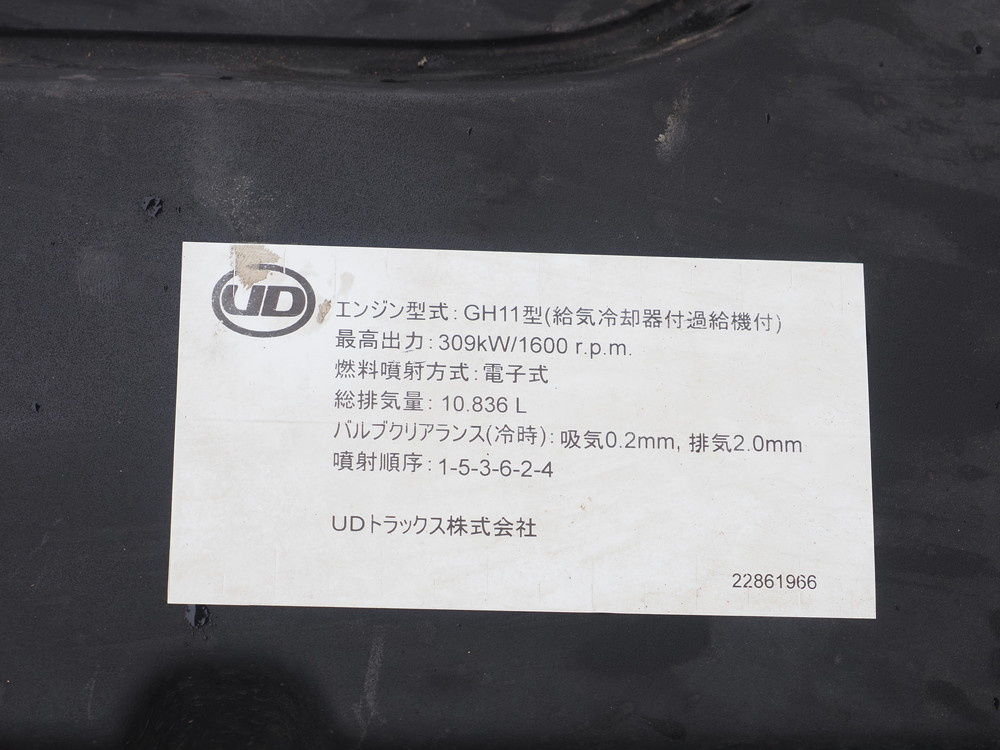 UD
エンジン型式: GH11型(給気冷却器付過給機付)
最高出力: 309kW/1600 r.p.m.
燃料噴射方式: 電子式
総排気量: 10.836 L
バルブクリアランス(冷時): 吸気0.2mm, 排気2.0mm
噴射順序: 1-5-3-6-2-4
UDトラックス株式会社
22861966